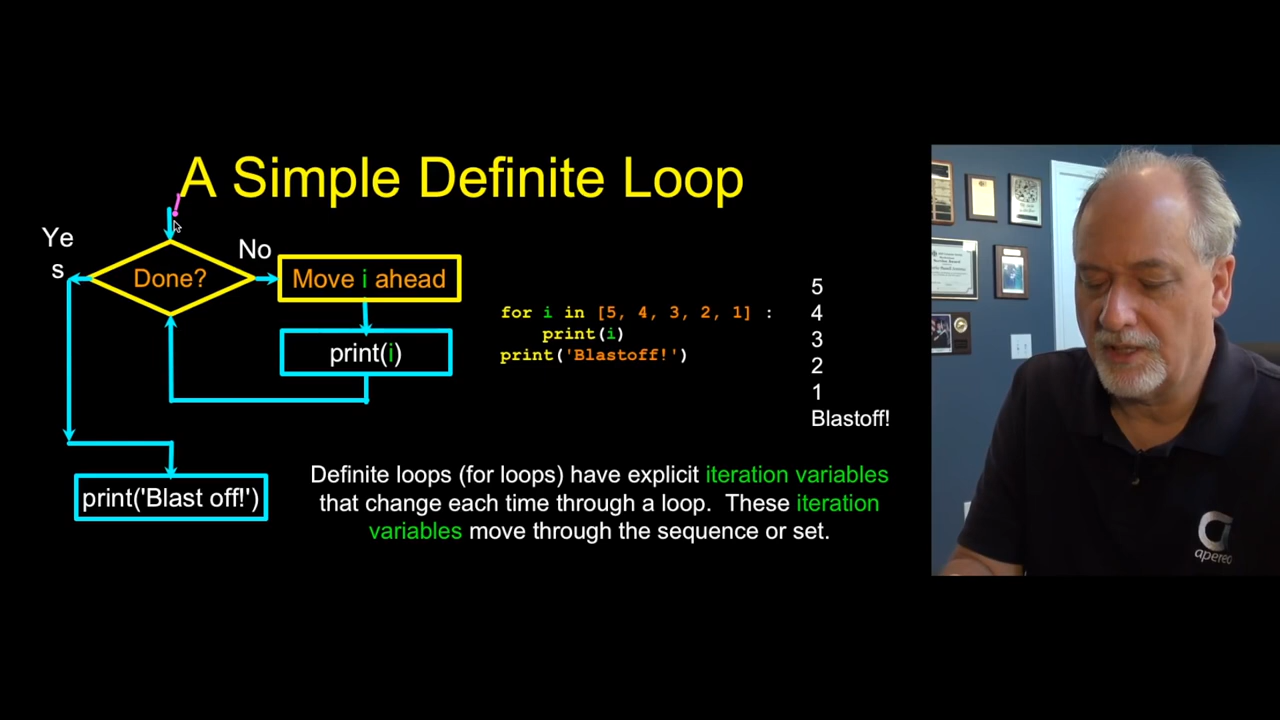 A Simple Definite Loop
Ye
s
No
Done?
Move i ahead
print(i)
print('Blast off!')
for i in [5, 4, 3, 2, 1] :
    print(i)
print('Blastoff!')
5
4
3
2
1
Blastoff!
Definite loops (for loops) have explicit iteration variables
that change each time through a loop.  These iteration
variables move through the sequence or set.
apereo